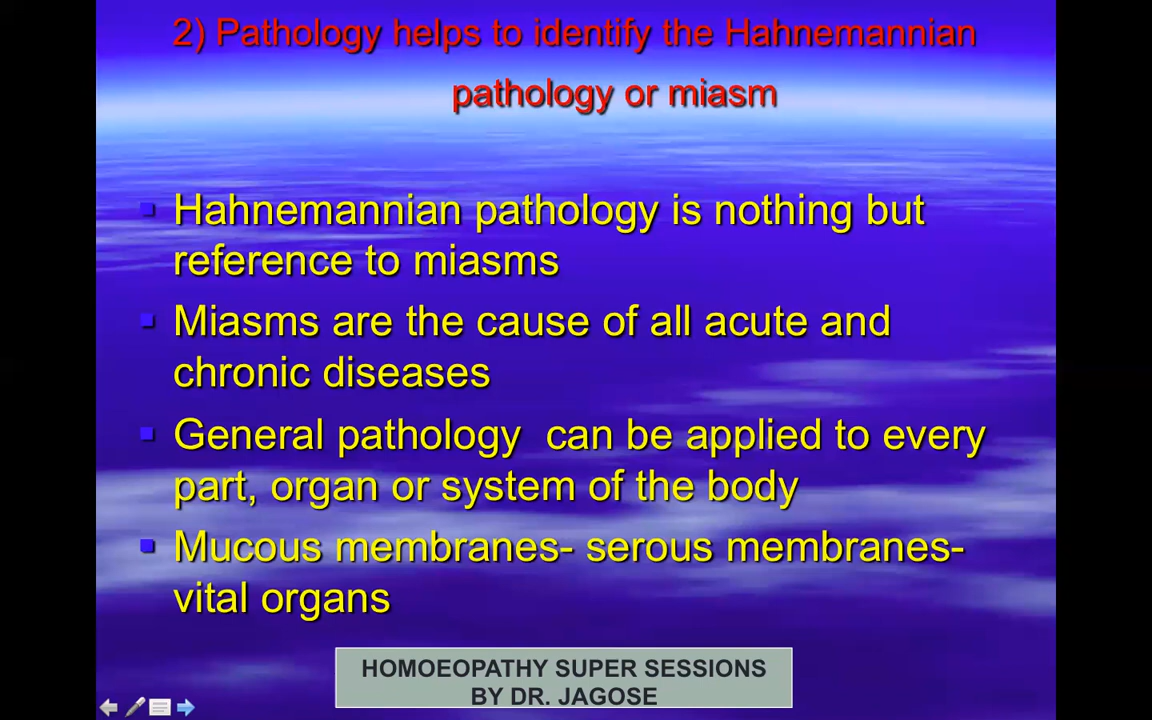 2) Pathology helps to identify the Hahnemannian
pathology or miasm
Hahnemannian pathology is nothing but
reference to miasms
Miasms are the cause of all acute and
chronic diseases
General pathology can be applied to every
part, organ or system of the body
Mucous membranes- serous membranes-
vital organs
HOMOEOPATHY SUPER SESSIONS
BY DR. JAGOSE